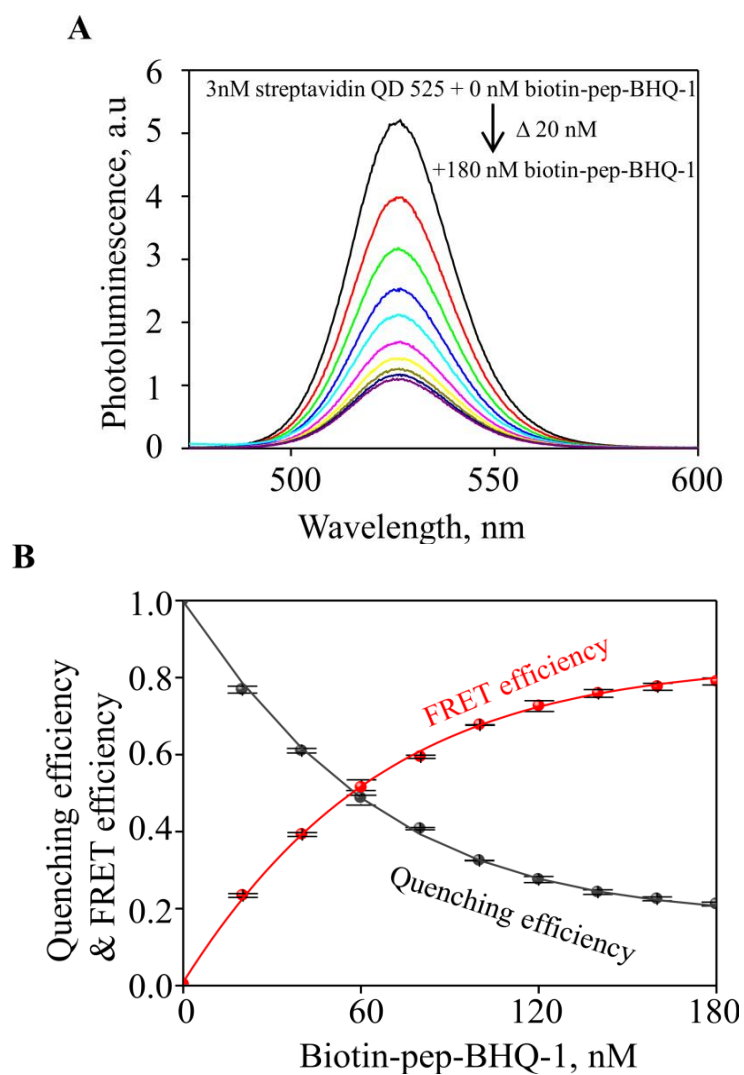 A
6
5
4
3
2
1
0
Photoluminescence, a.u
3nM streptavidin QD 525 + 0 nM biotin-pep-BHQ-1
Δ 20 nM
+180 nM biotin-pep-BHQ-1
500 550 600
Wavelength, nm
B
1.0
0.8
0.6
0.4
0.2
0.0
Quenching efficiency
& FRET efficiency
FRET efficiency
Quenching efficiency
0 60 120 180
Biotin-pep-BHQ-1, nM